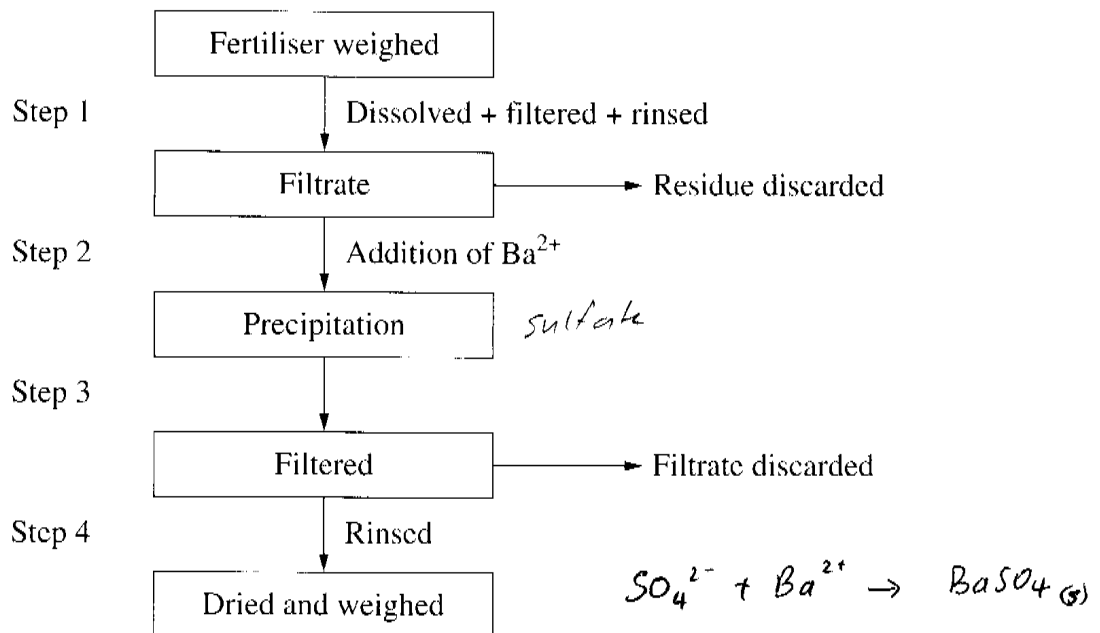 Fertiliser weighed
Step 1 Dissolved + filtered + rinsed
Filtrate Residue discarded
Step 2 Addition of Ba²⁺
Precipitation sulfate
Step 3
Filtered Filtrate discarded
Step 4 Rinsed
Dried and weighed SO₄²⁻ + Ba²⁺ → BaSO₄ (s)